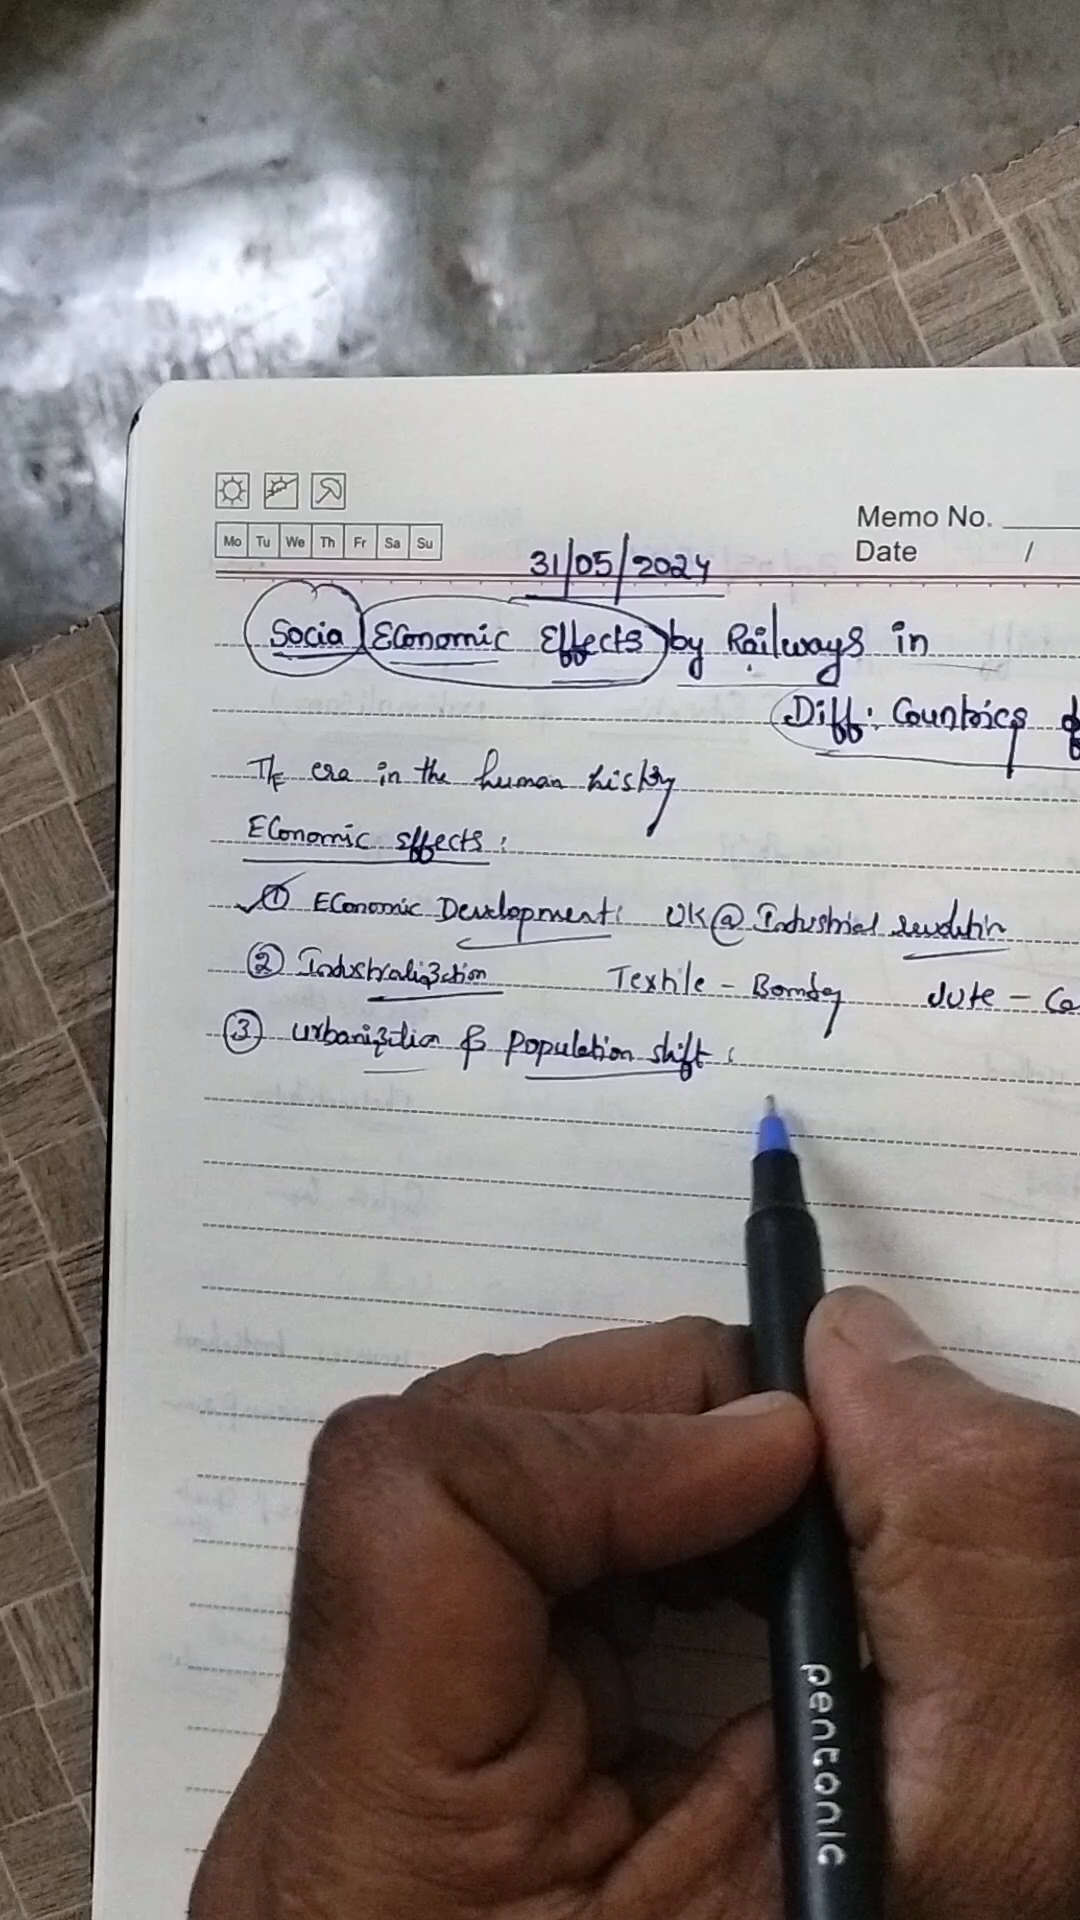 Memo No.
Mo Tu We Th Fr Sa Su
Date /
31/05/2024
Socia Economic Effects by Railways in
Diff: Countries of
The era in the human history
Economic effects:
① Economic Development: UK @ Industrial revolution
② Industrialization Textile - Bombay Jute - Ca
③ Urbanization & population shift:
pentonic